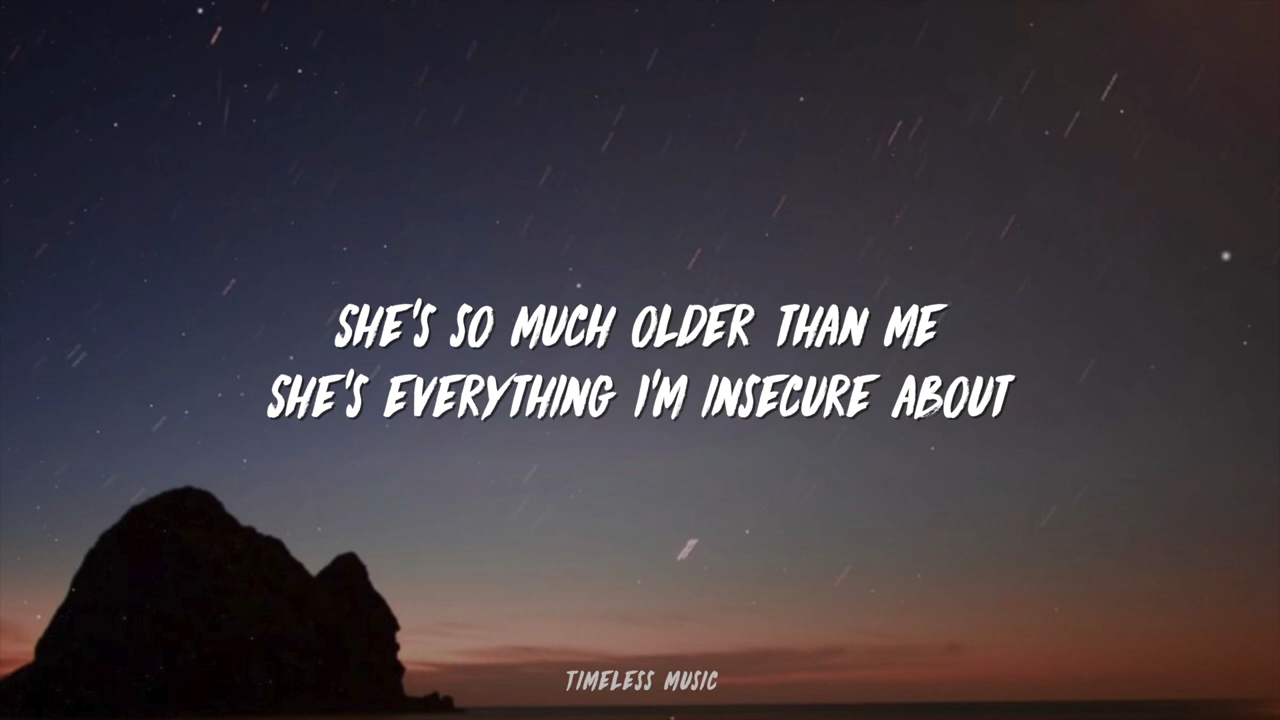 SHE'S SO MUCH OLDER THAN ME
SHE'S EVERYTHING I'M INSECURE ABOUT
TIMELESS MUSIC